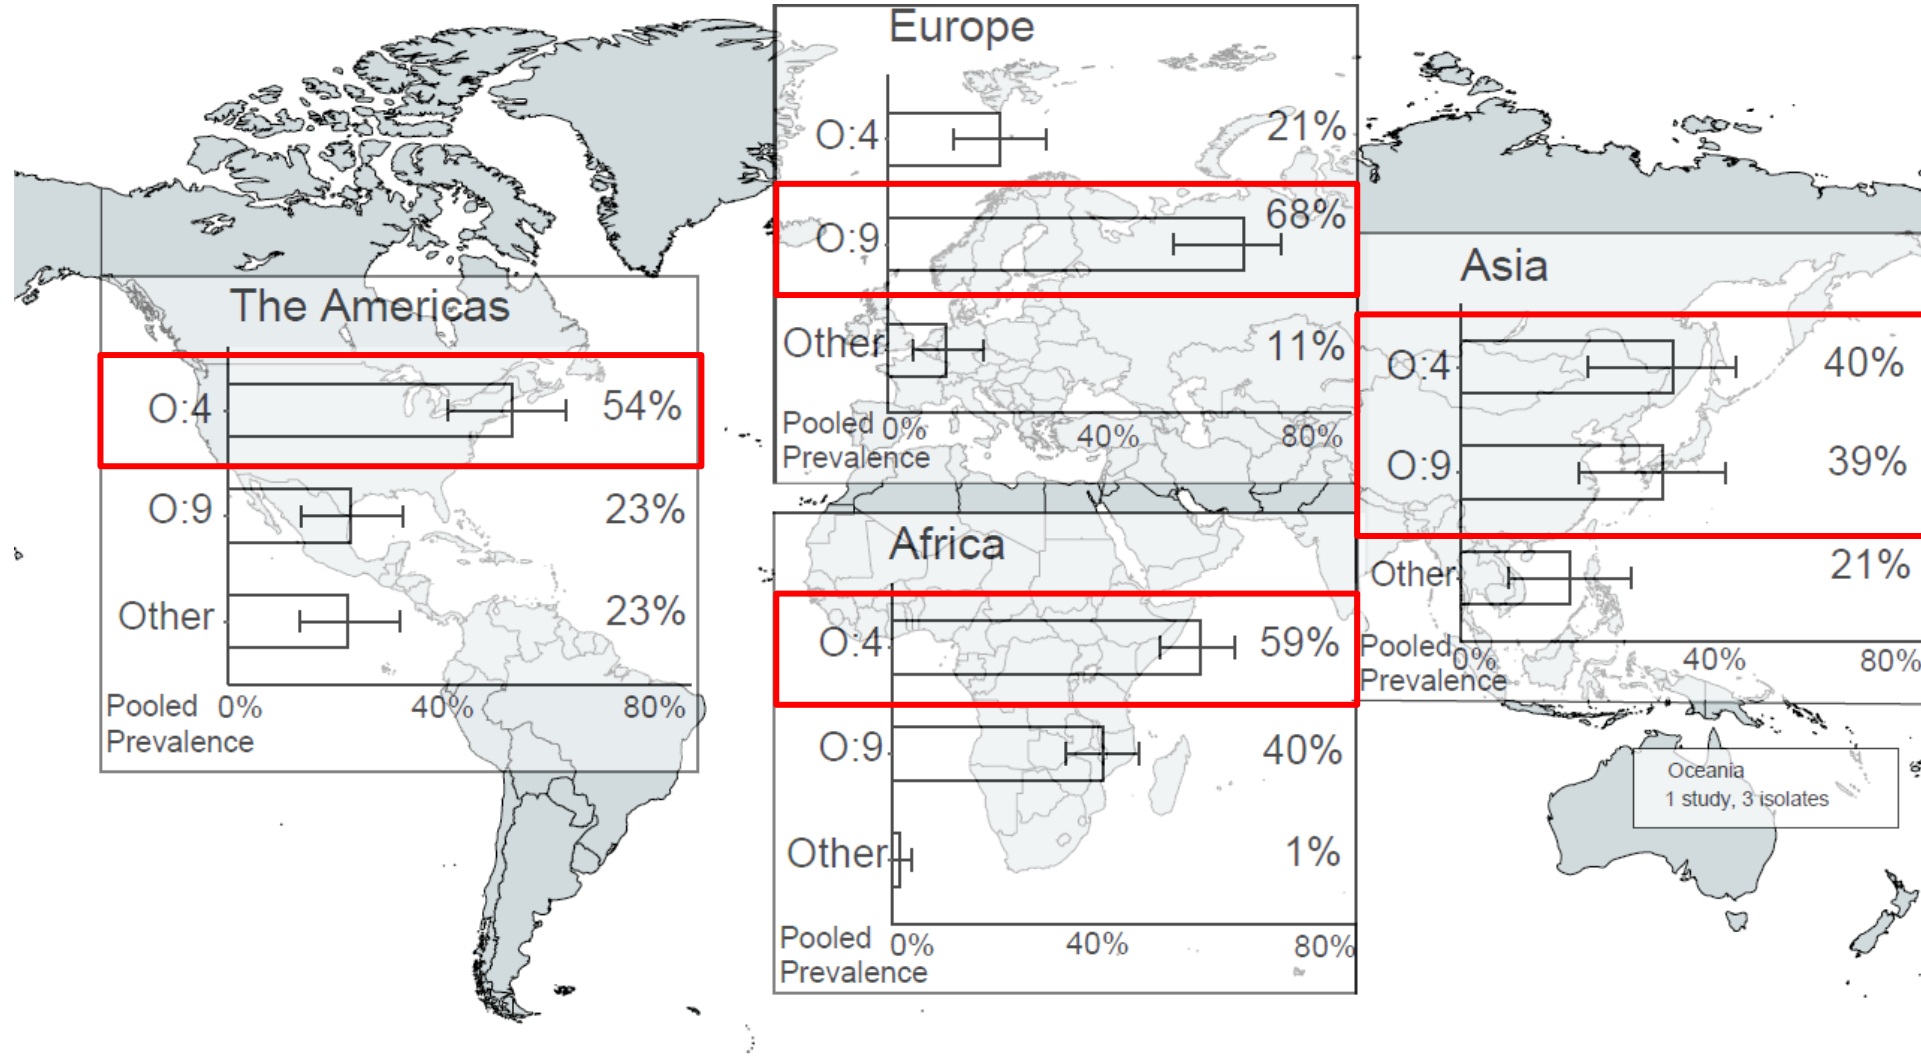 The Americas
O:4 54%
O:9 23%
Other 23%
Pooled 0% 40% 80%
Prevalence
Europe
O:4 21%
O:9 68%
Other 11%
Pooled 0% 40% 80%
Prevalence
Africa
O:4 59%
O:9 40%
Other 1%
Pooled 0% 40% 80%
Prevalence
Asia
O:4 40%
O:9 39%
Other 21%
Pooled 0% 40% 80%
Prevalence
Oceania
1 study, 3 isolates